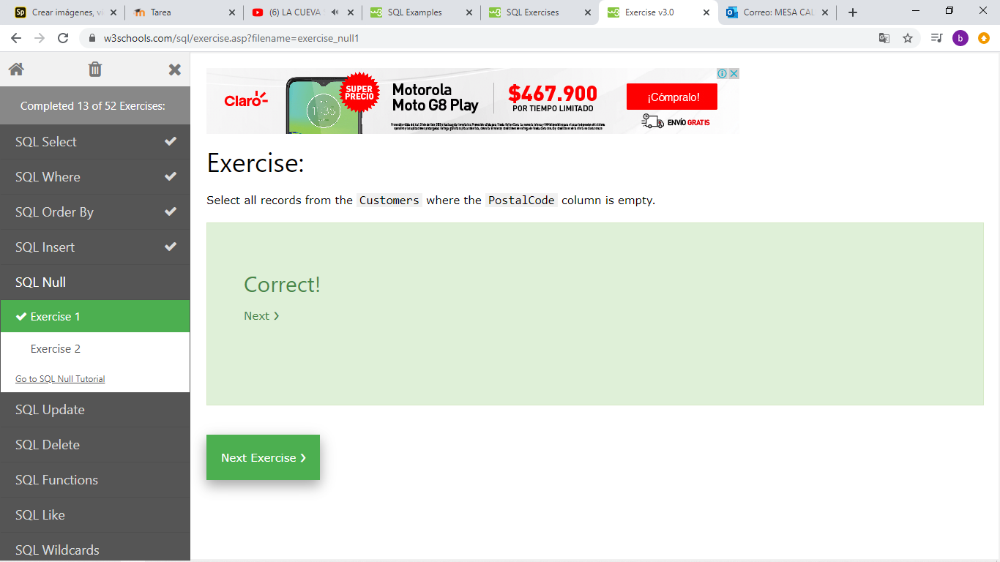 Crear imágenes, ví
Tarea
(6) LA CUEVA
SQL Examples
SQL Exercises
Exercise v3.0
Correo: MESA CAL
w3schools.com/sql/exercise.asp?filename=exercise_null1
b
Completed 13 of 52 Exercises:
SQL Select
SQL Where
SQL Order By
SQL Insert
SQL Null
Exercise 1
Exercise 2
Go to SQL Null Tutorial
SQL Update
SQL Delete
SQL Functions
SQL Like
SQL Wildcards
Claro
11:35
SUPER
PRECIO
Motorola
Moto G8 Play
$467.900
POR TIEMPO LIMITADO
¡Cómpralo!
ENVÍO GRATIS
Exercise:
Select all records from the Customers where the PostalCode column is empty.
Correct!
Next ❯
Next Exercise ❯